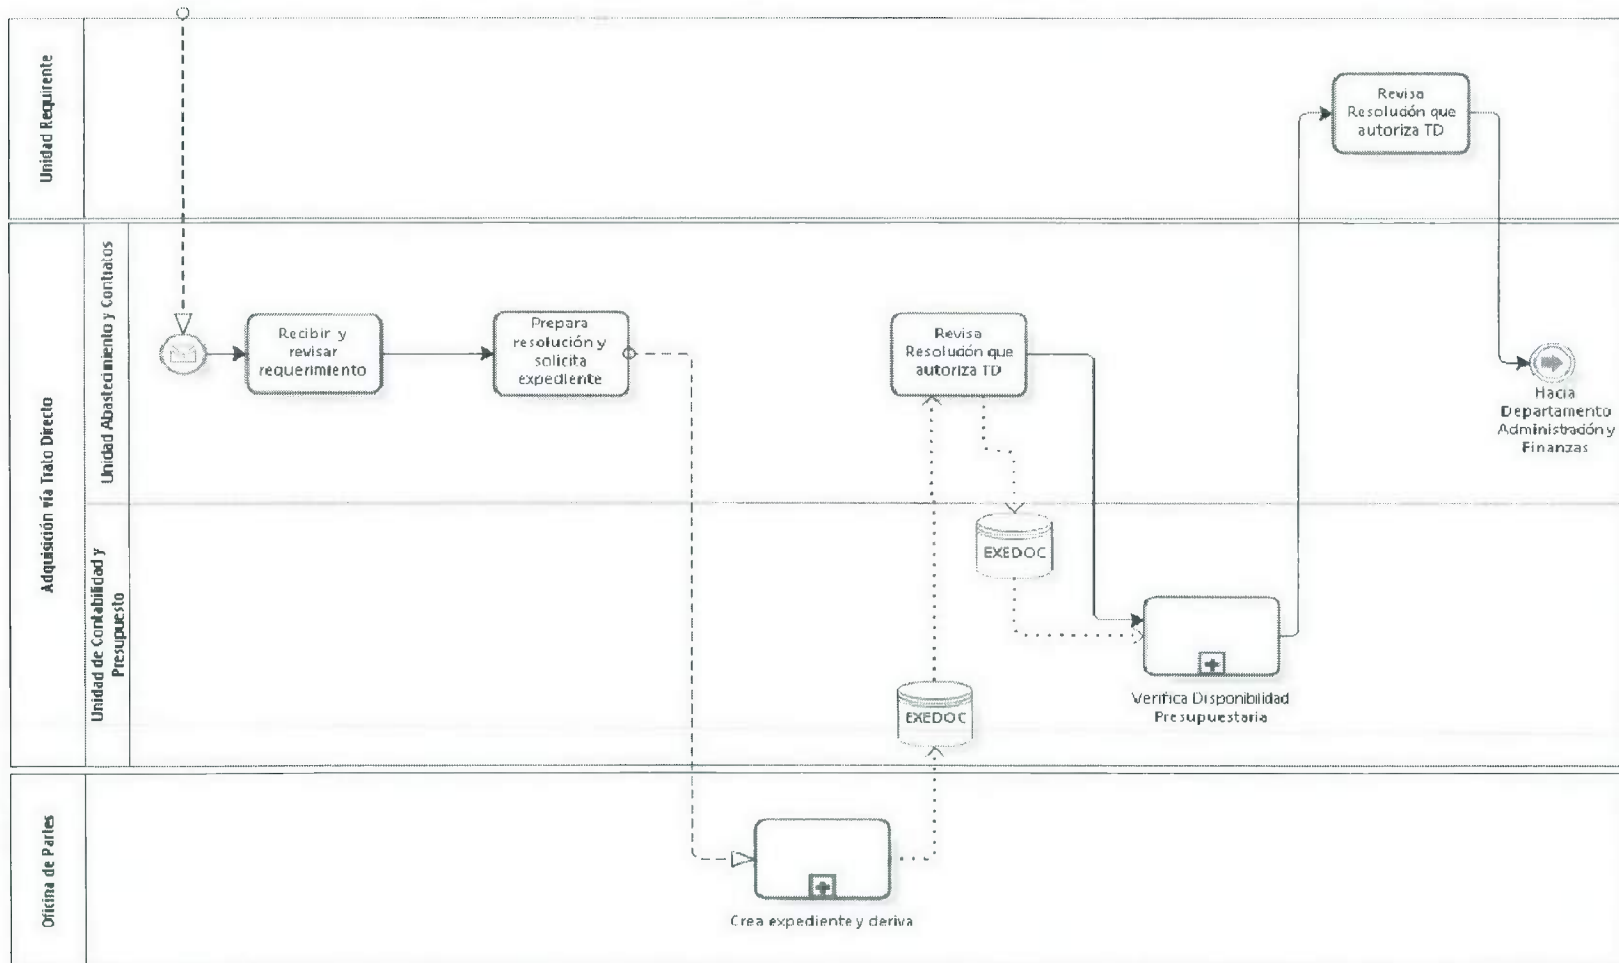 Unidad Requirente
Revisa
Resolución que
autoriza TD
Adquisición vía Trato Directo
Unidad Abastecimiento y Contratos
Recibir y
revisar
requerimiento
Prepara
resolución y
solicita
expediente
Revisa
Resolución que
autoriza TD
Hacia
Departamento
Administración y
Finanzas
Unidad de Contabilidad y
Presupuesto
EXEDOC
EXEDOC
Verifica Disponibilidad
Presupuestaria
Oficina de Partes
Crea expediente y deriva